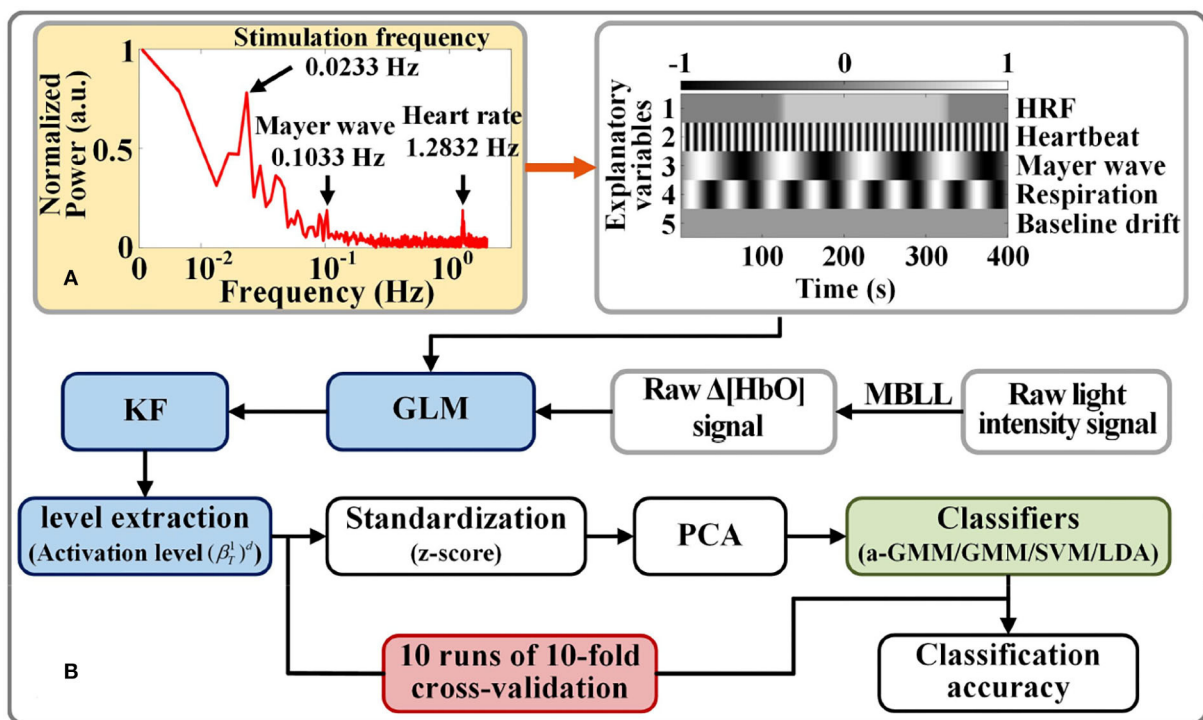 Stimulation frequency
0.0233 Hz
Mayer wave
0.1033 Hz
Heart rate
1.2832 Hz
Normalized
Power (a.u.)
1
0.5
0
0 10⁻² 10⁻¹ 10⁰
Frequency (Hz)
A
-1 0 1
Explanatory
variables
1 HRF
2 Heartbeat
3 Mayer wave
4 Respiration
5 Baseline drift
100 200 300 400
Time (s)
KF
GLM
Raw Δ[HbO]
signal
MBLL
Raw light
intensity signal
level extraction
(Activation level (β_T^1)^d)
Standardization
(z-score)
PCA
Classifiers
(a-GMM/GMM/SVM/LDA)
B
10 runs of 10-fold
cross-validation
Classification
accuracy